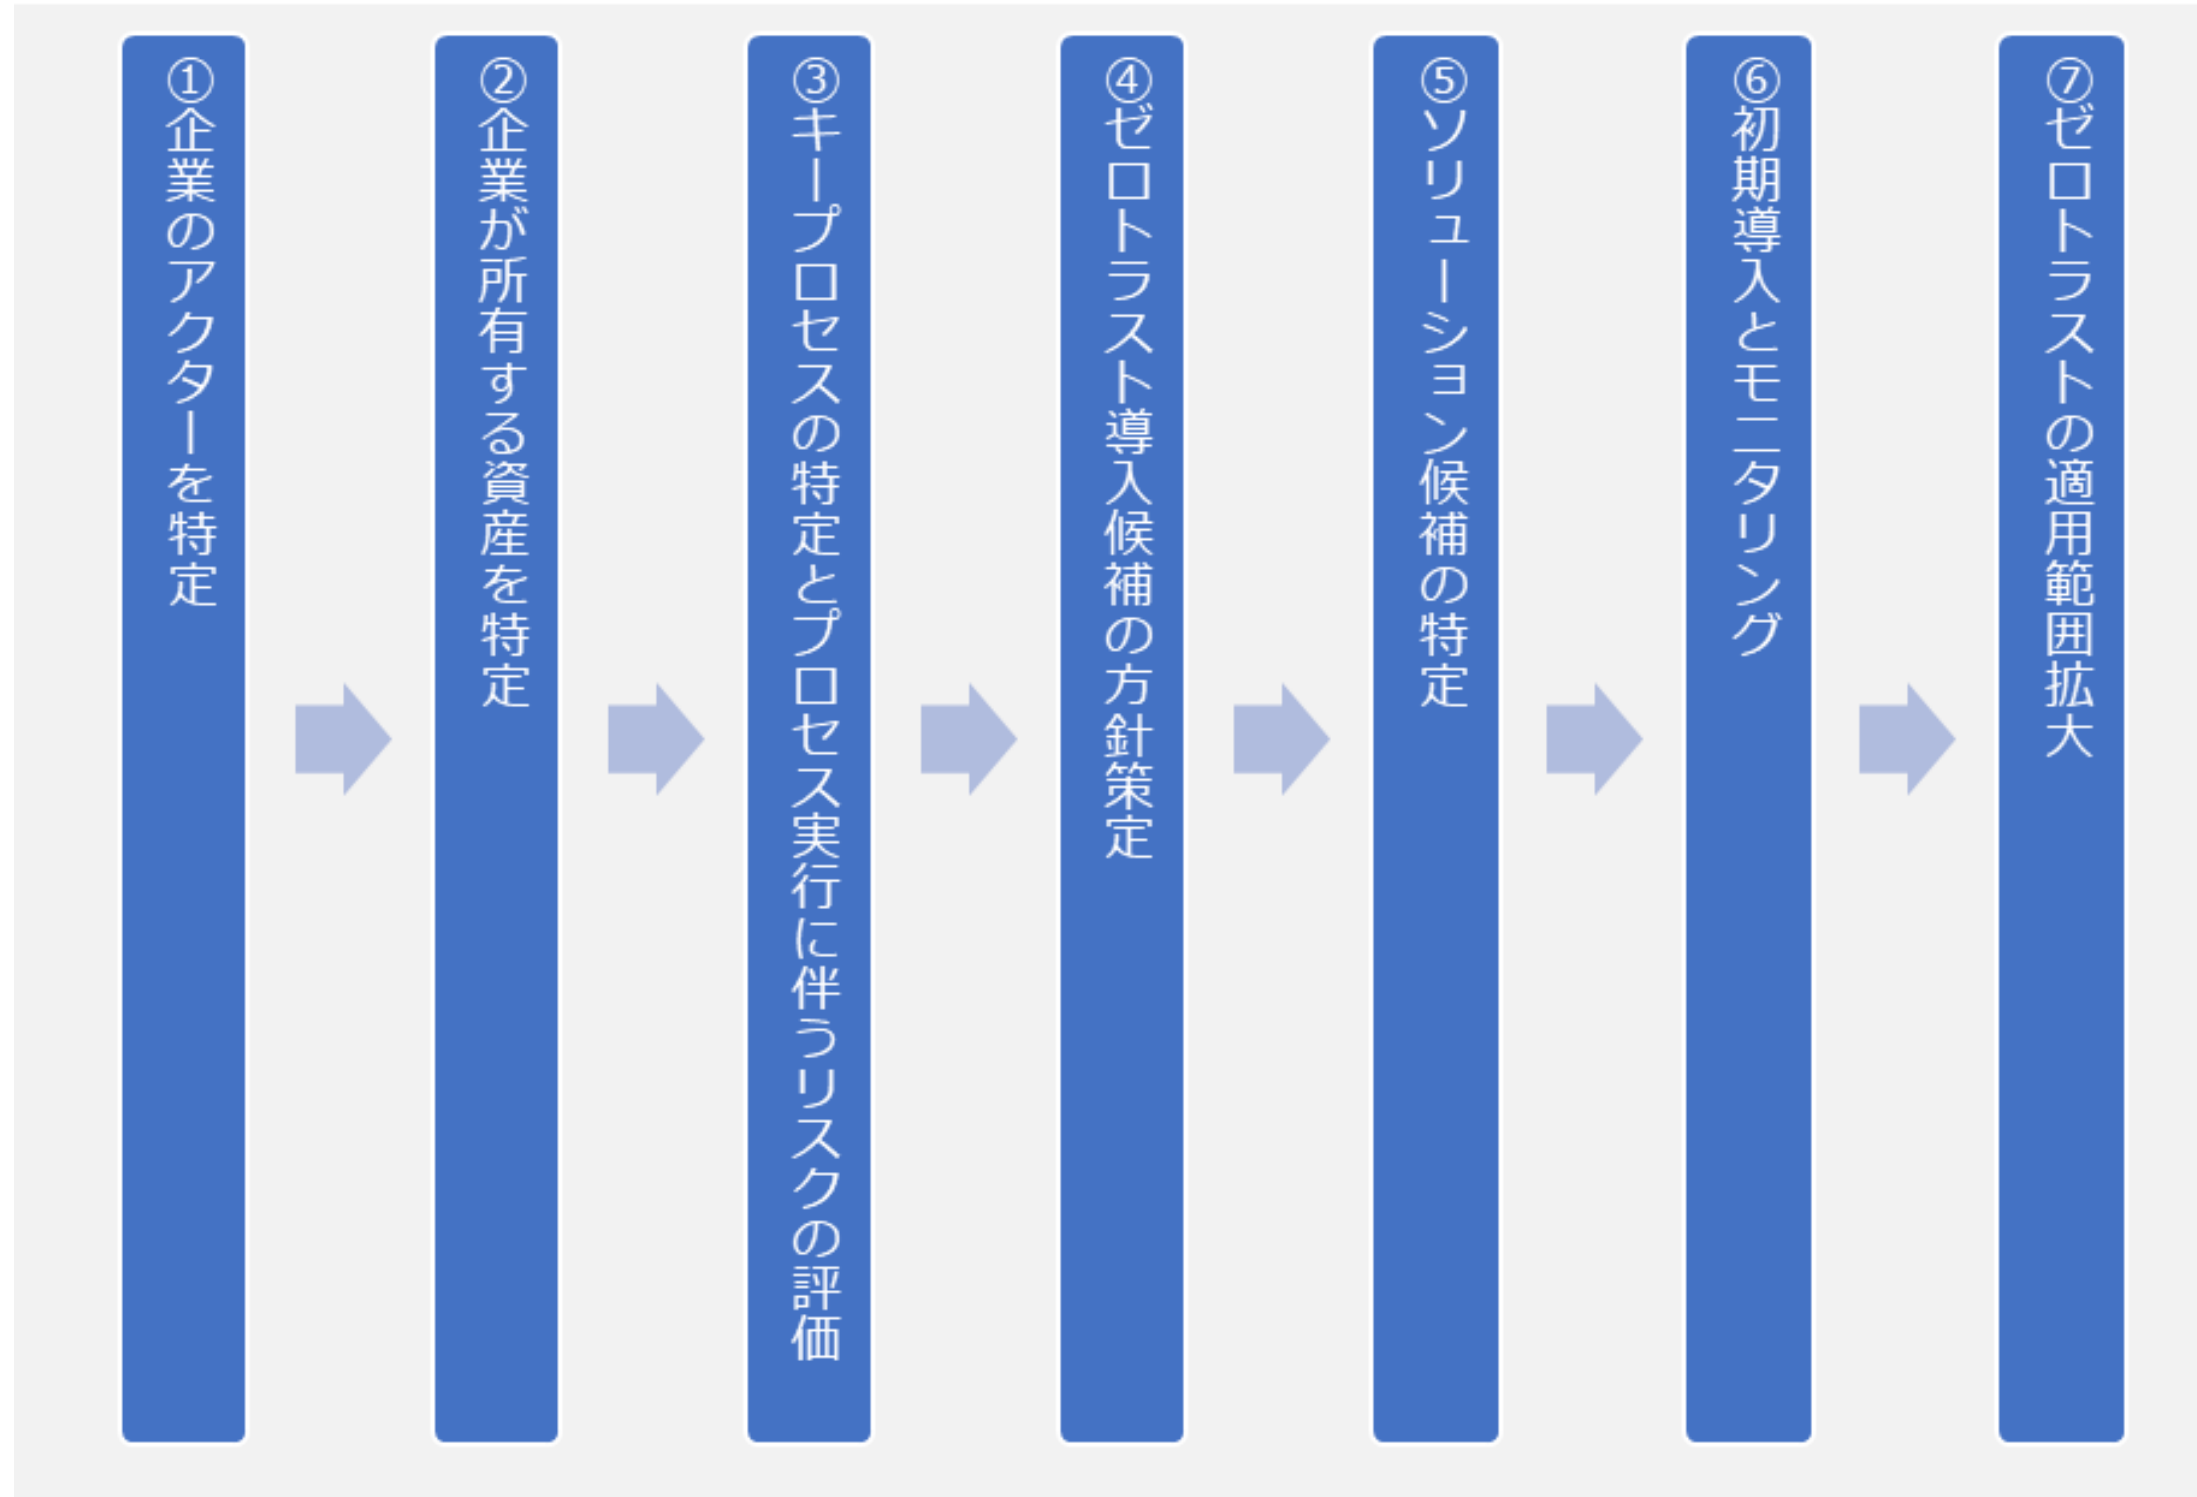 ①企業のアクターを特定
②企業が所有する資産を特定
③キープロセスの特定とプロセス実行に伴うリスクの評価
④ゼロトラスト導入候補の方針策定
⑤ソリューション候補の特定
⑥初期導入とモニタリング
⑦ゼロトラストの適用範囲拡大